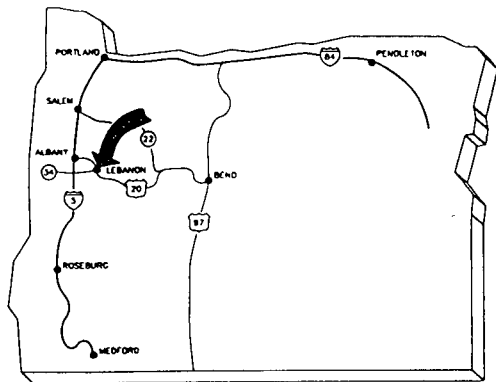 PORTLAND
84
PENDLETON
SALEM
22
ALBANY
34
LEBANON
20
BEND
5
97
ROSEBURG
MEDFORD